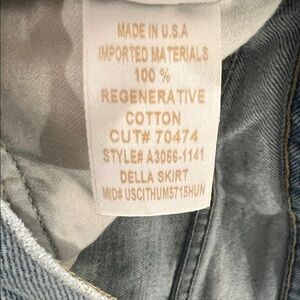 MADE IN U.S.A
IMPORTED MATERIALS
100 %
REGENERATIVE
COTTON
CUT# 70474
STYLE# A3056-1141
DELLA SKIRT
MID# USCITHUM5715HUN